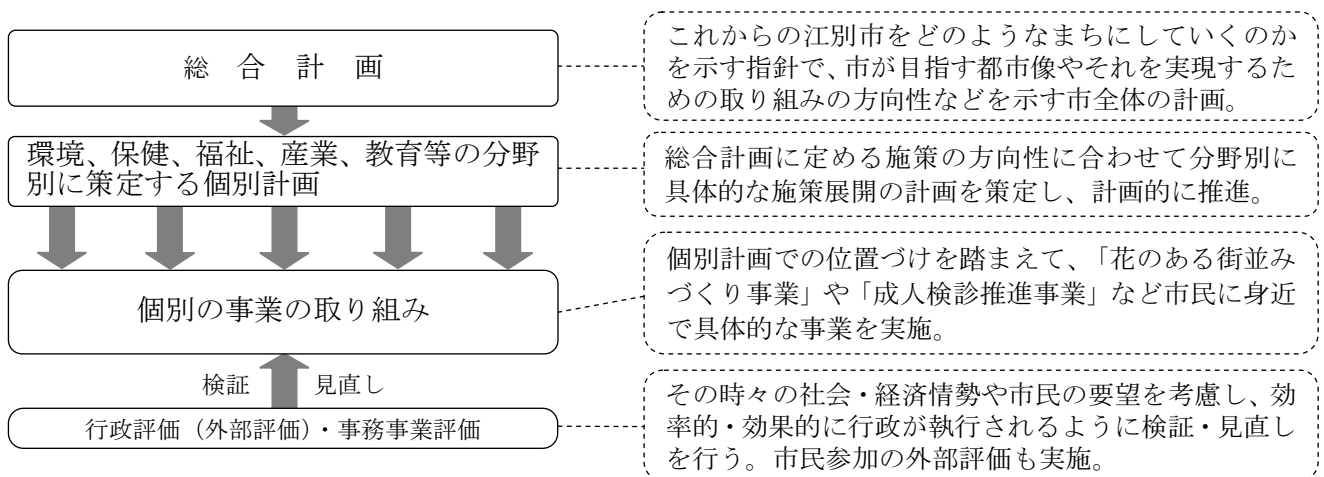 総　合　計　画
これからの江別市をどのようなまちにしていくのか
を示す指針で、市が目指す都市像やそれを実現するた
めの取り組みの方向性などを示す市全体の計画。
環境、保健、福祉、産業、教育等の分野
別に策定する個別計画
総合計画に定める施策の方向性に合わせて分野別に
具体的な施策展開の計画を策定し、計画的に推進。
個別の事業の取り組み
個別計画での位置づけを踏まえて、「花のある街並み
づくり事業」や「成人検診推進事業」など市民に身近
で具体的な事業を実施。
検証　見直し
行政評価（外部評価）・事務事業評価
その時々の社会・経済情勢や市民の要望を考慮し、効
率的・効果的に行政が執行されるように検証・見直し
を行う。市民参加の外部評価も実施。